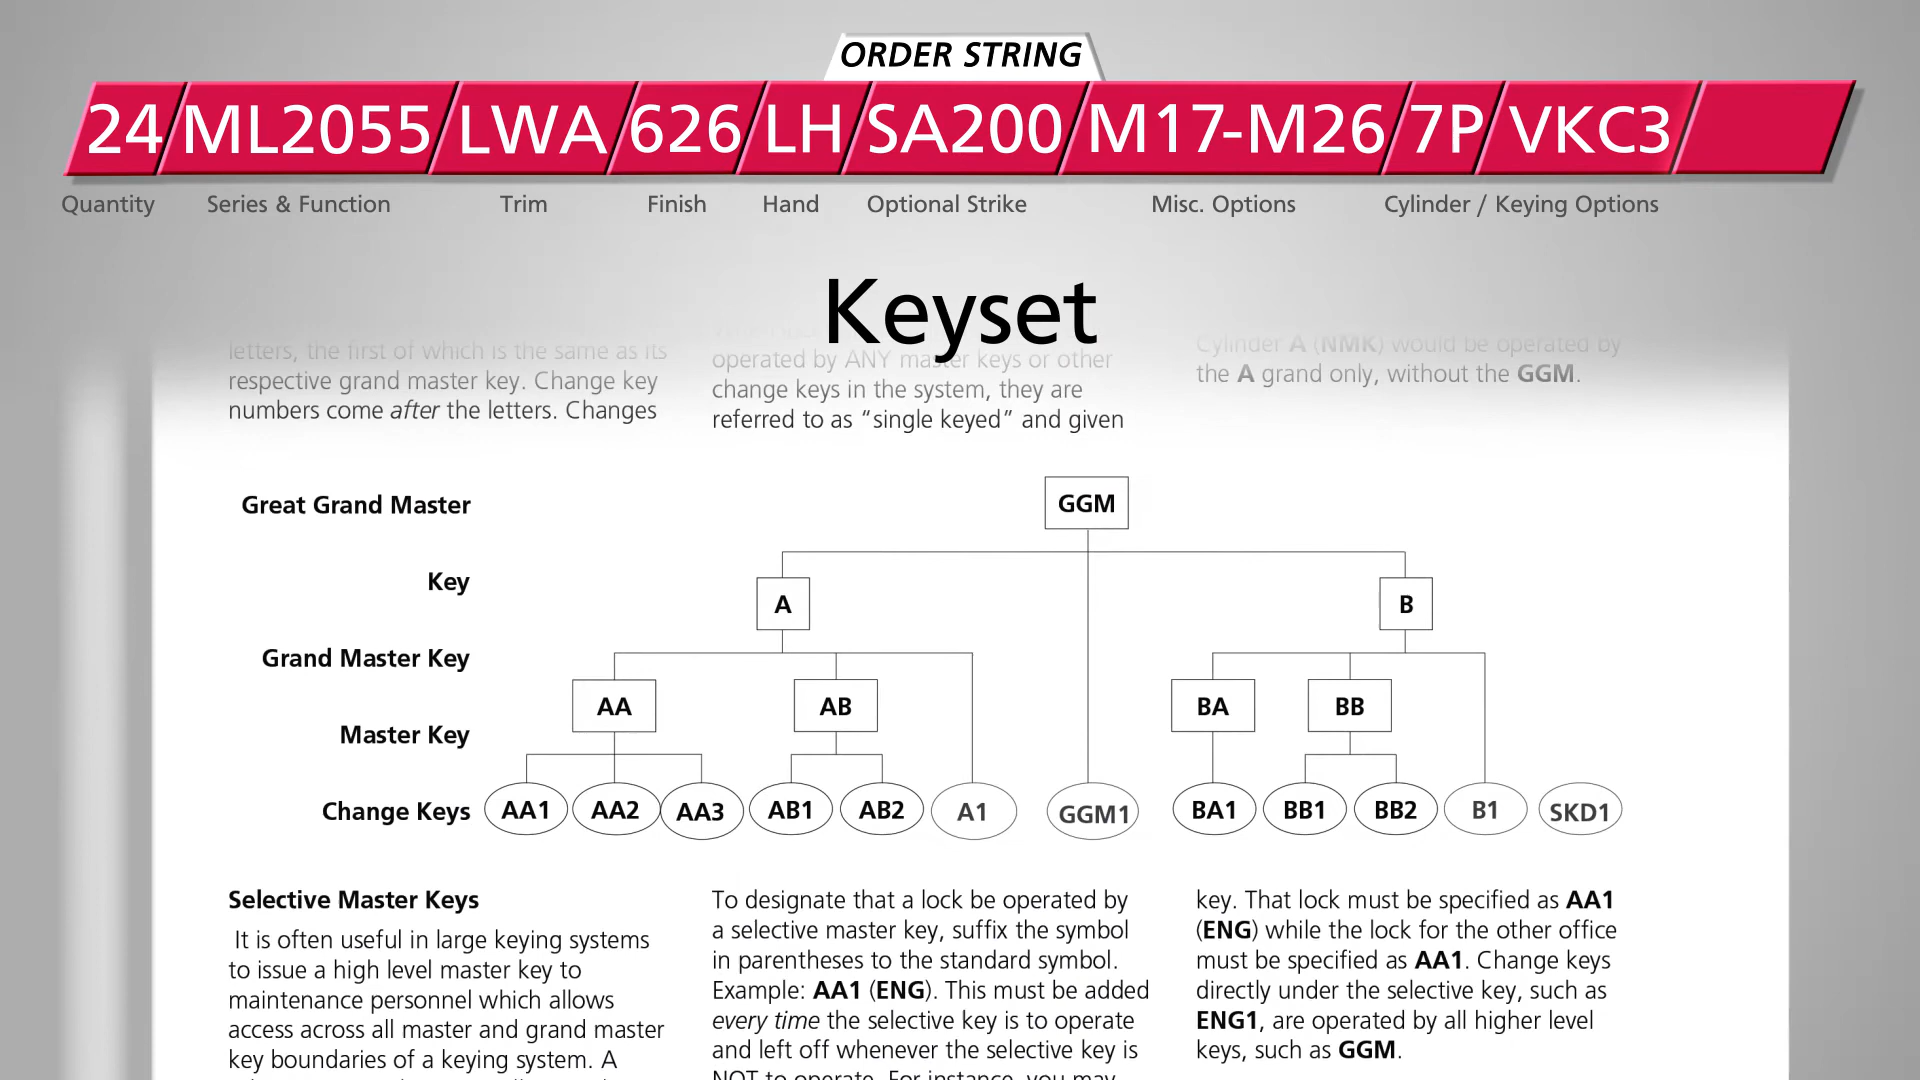 ORDER STRING
24 ML2055 LWA 626 LH SA200 M17-M26 7P VKC3
Quantity Series & Function Trim Finish Hand Optional Strike Misc. Options Cylinder / Keying Options
Keyset
letters, the first of which is the same as its
respective grand master key. Change key
numbers come after the letters. Changes
operated by ANY master keys or other
change keys in the system, they are
referred to as “single keyed” and given
Cylinder A (NMK) would be operated by
the A grand only, without the GGM.
Great Grand Master
GGM
Key
A B
Grand Master Key
AA AB BA BB
Master Key
Change Keys AA1 AA2 AA3 AB1 AB2 A1 GGM1 BA1 BB1 BB2 B1 SKD1
Selective Master Keys
It is often useful in large keying systems
to issue a high level master key to
maintenance personnel which allows
access across all master and grand master
key boundaries of a keying system. A
To designate that a lock be operated by
a selective master key, suffix the symbol
in parentheses to the standard symbol.
Example: AA1 (ENG). This must be added
every time the selective key is to operate
and left off whenever the selective key is
NOT to operate. For instance, you may
key. That lock must be specified as AA1
(ENG) while the lock for the other office
must be specified as AA1. Change keys
directly under the selective key, such as
ENG1, are operated by all higher level
keys, such as GGM.